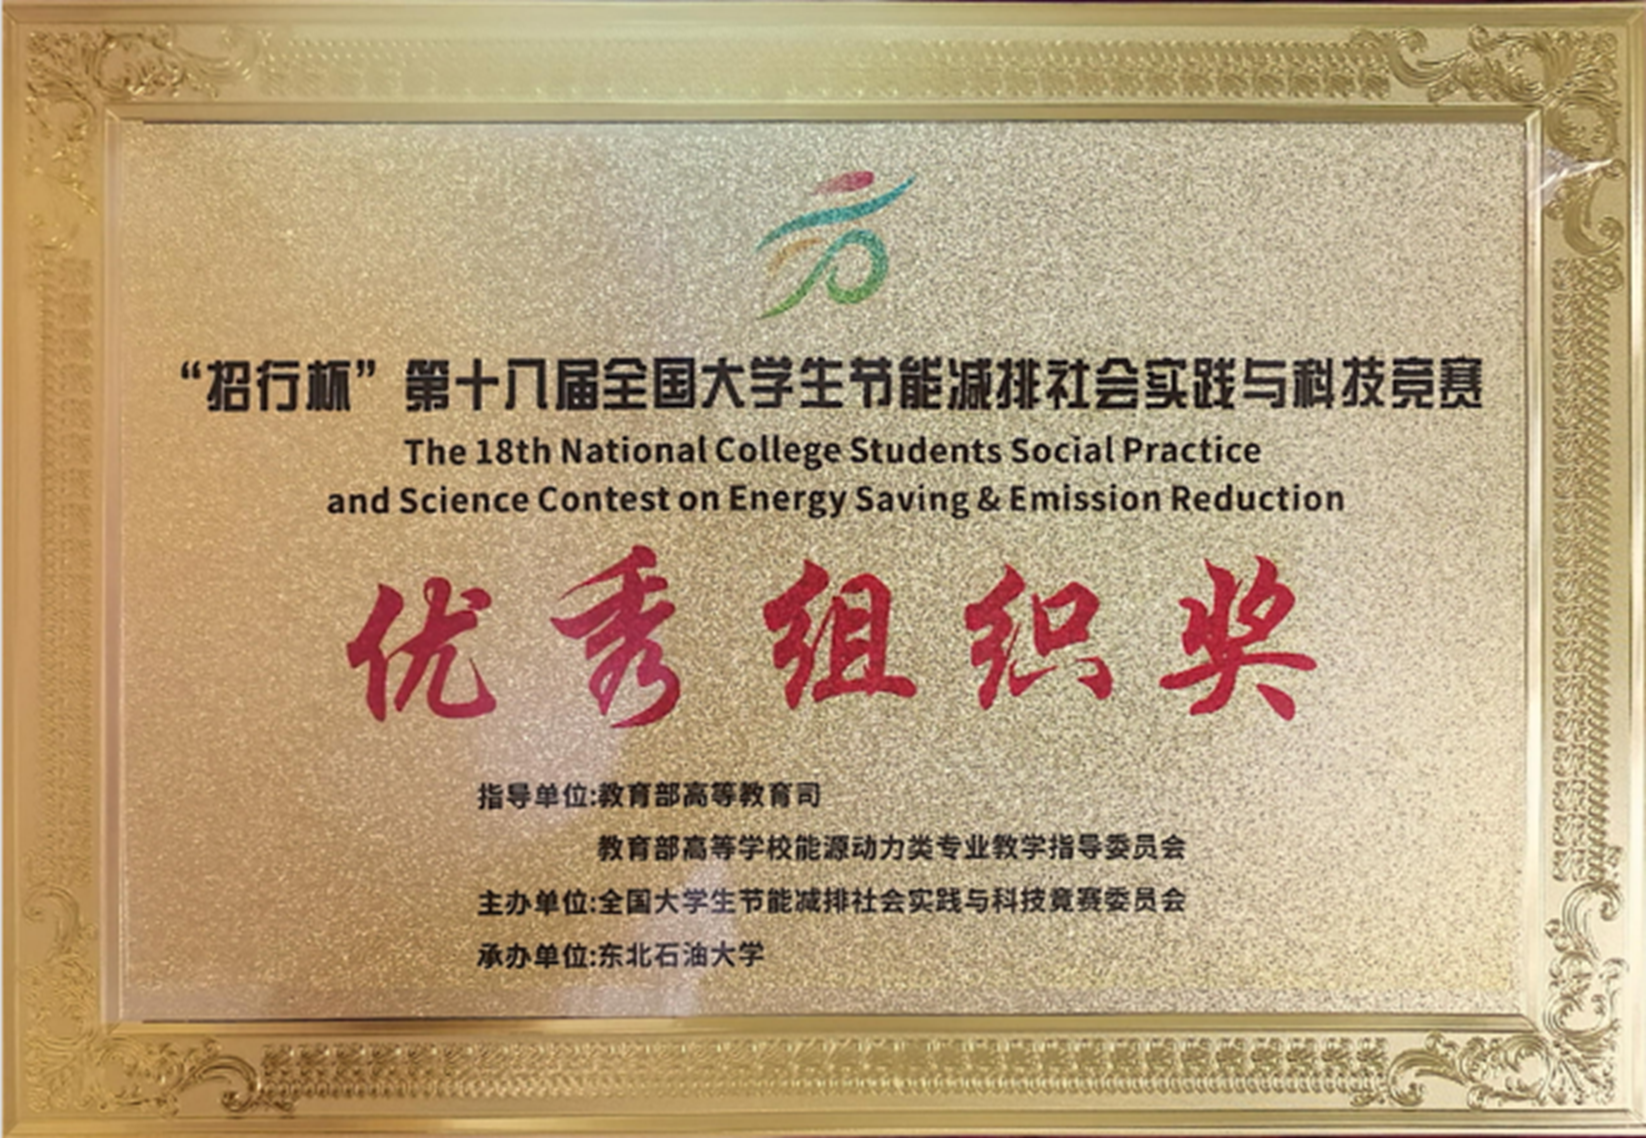 “招行杯”第十八届全国大学生节能减排社会实践与科技竞赛
The 18th National College Students Social Practice
and Science Contest on Energy Saving & Emission Reduction
优秀组织奖
指导单位:教育部高等教育司
教育部高等学校能源动力类专业教学指导委员会
主办单位:全国大学生节能减排社会实践与科技竞赛委员会
承办单位:东北石油大学